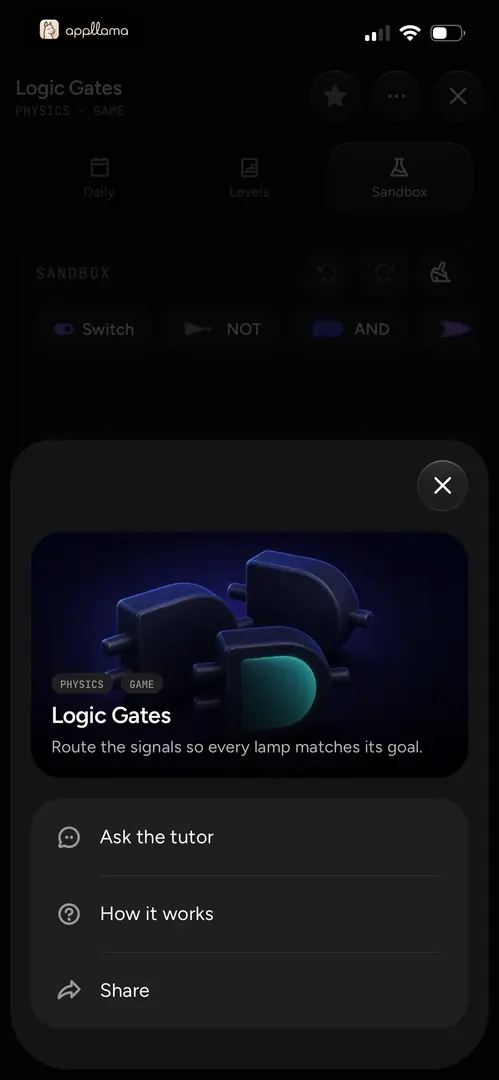 appllama
Logic Gates
PHYSICS · GAME
Daily
Levels
Sandbox
SANDBOX
Switch
NOT
AND
PHYSICS
GAME
Logic Gates
Route the signals so every lamp matches its goal.
Ask the tutor
How it works
Share